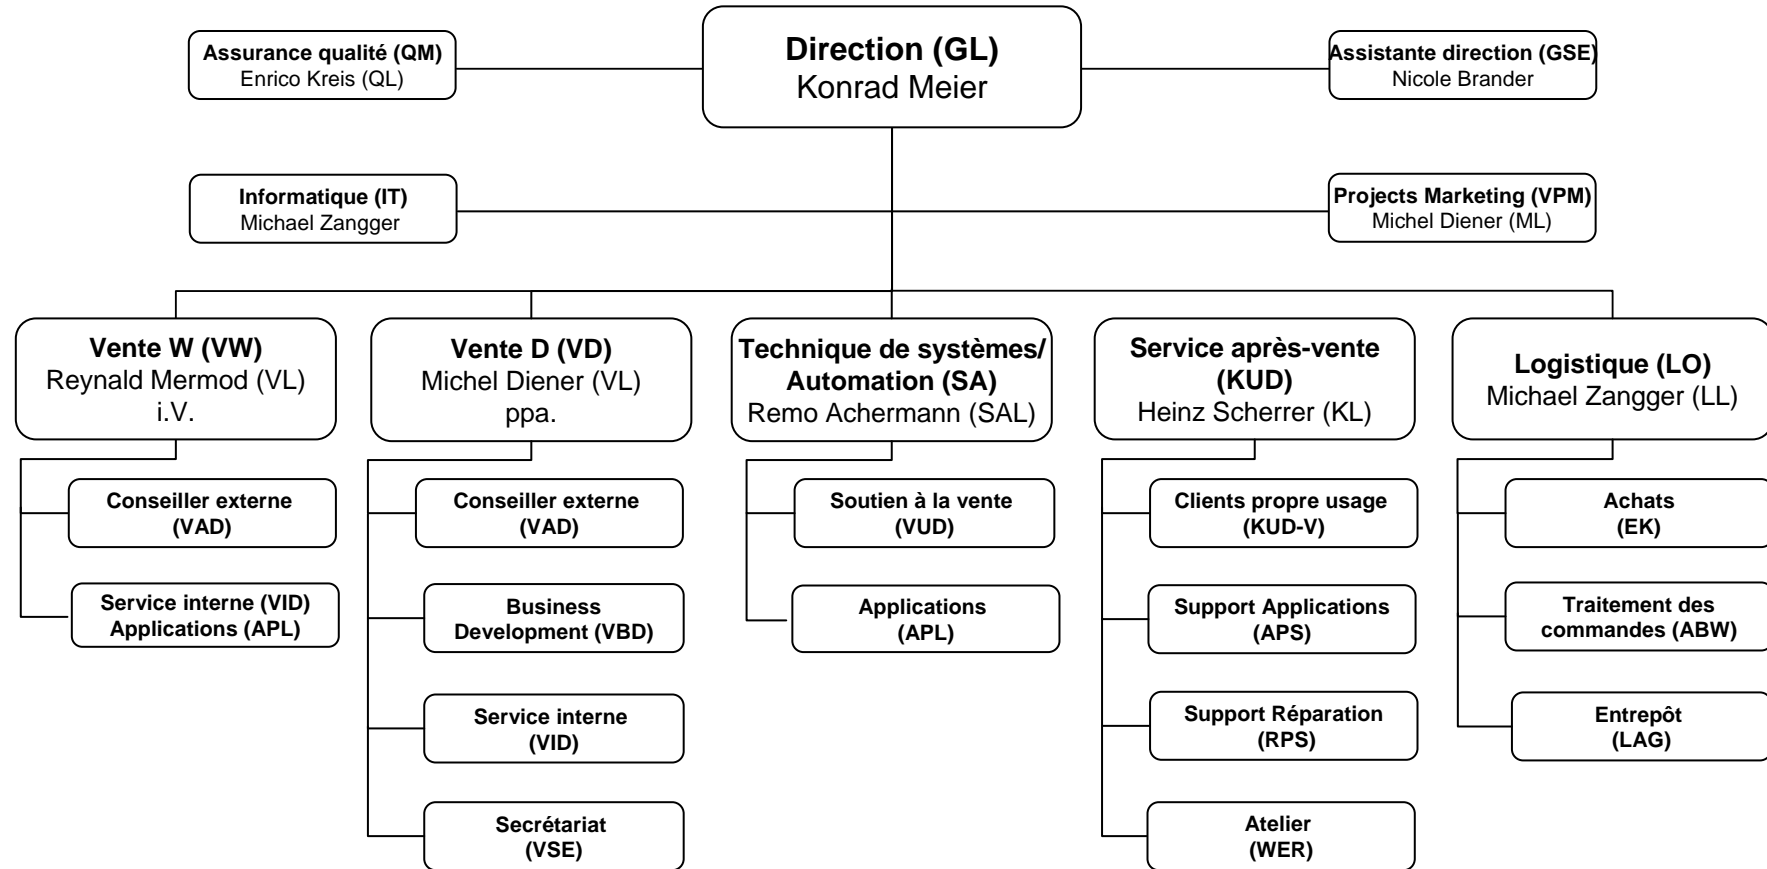 Direction (GL)
Konrad Meier
Assurance qualité (QM)
Enrico Kreis (QL)
Assistante direction (GSE)
Nicole Brander
Informatique (IT)
Michael Zangger
Projects Marketing (VPM)
Michel Diener (ML)
Vente W (VW)
Reynald Mermod (VL)
i.V.
Conseiller externe
(VAD)
Service interne (VID)
Applications (APL)
Vente D (VD)
Michel Diener (VL)
ppa.
Conseiller externe
(VAD)
Business
Development (VBD)
Service interne
(VID)
Secrétariat
(VSE)
Technique de systèmes/
Automation (SA)
Remo Achermann (SAL)
Soutien à la vente
(VUD)
Applications
(APL)
Service après-vente
(KUD)
Heinz Scherrer (KL)
Clients propre usage
(KUD-V)
Support Applications
(APS)
Support Réparation
(RPS)
Atelier
(WER)
Logistique (LO)
Michael Zangger (LL)
Achats
(EK)
Traitement des
commandes (ABW)
Entrepôt
(LAG)